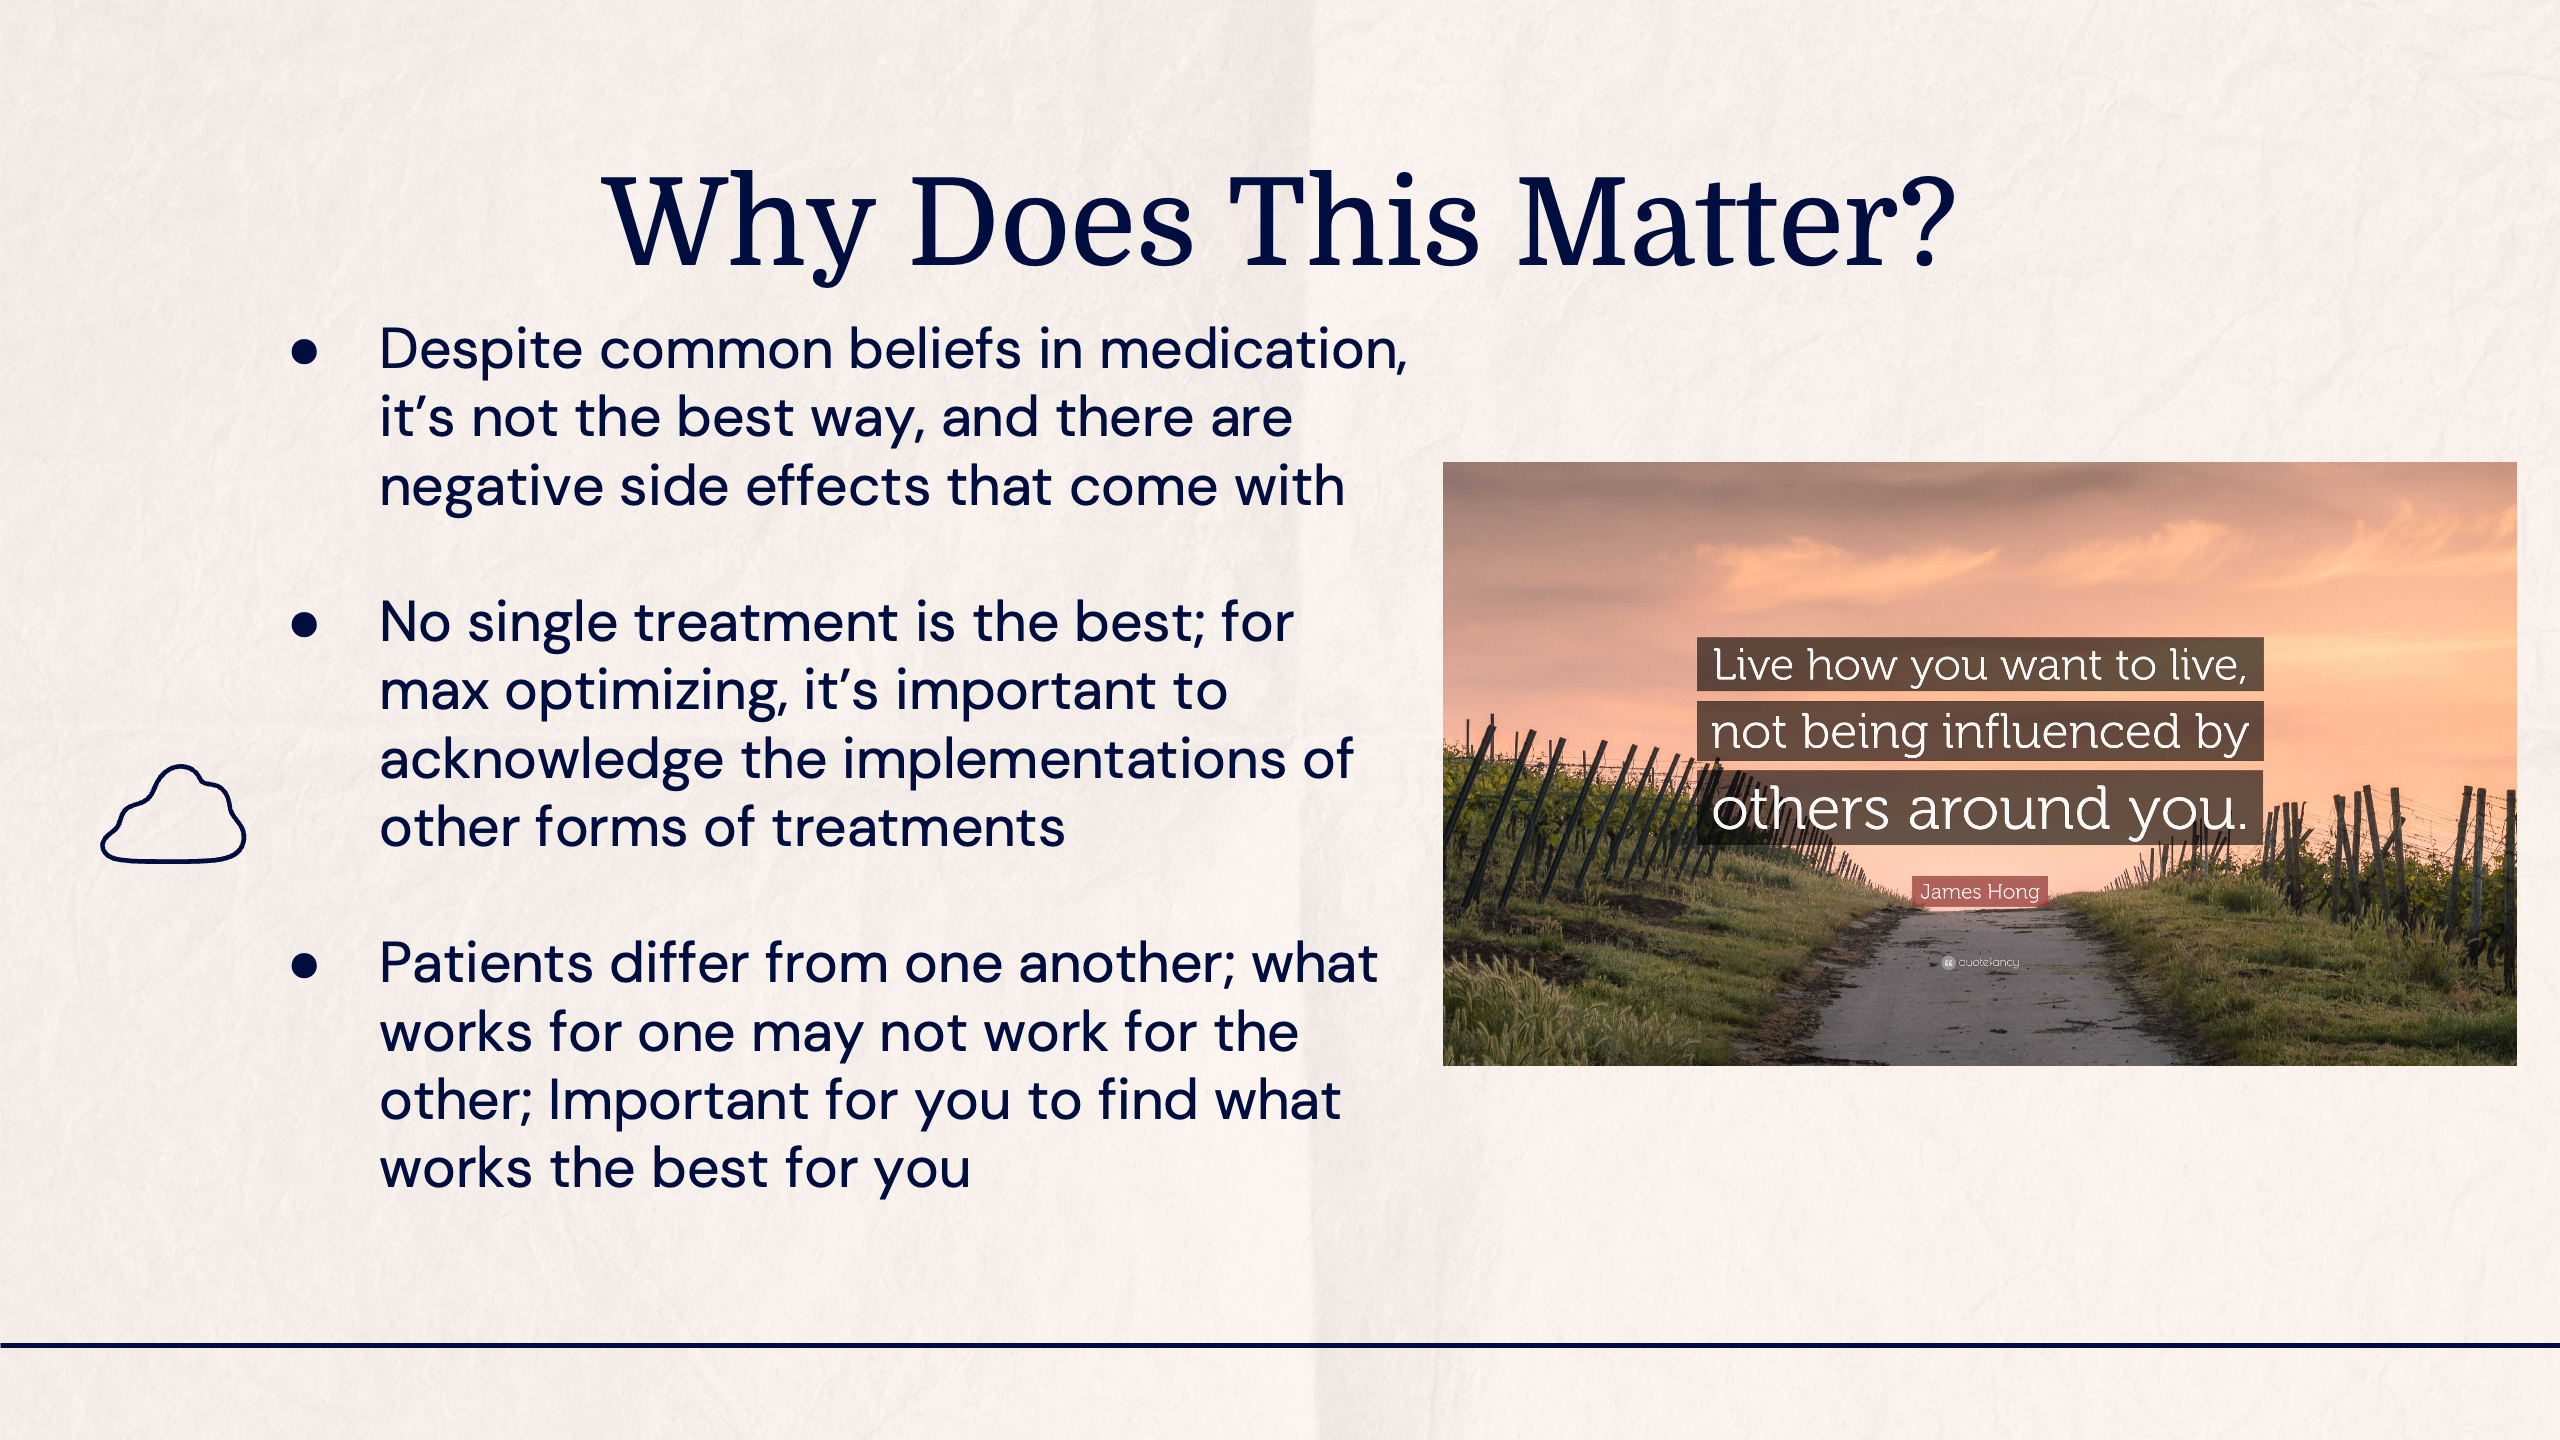 Why Does This Matter?
● Despite common beliefs in medication,
it’s not the best way, and there are
negative side effects that come with
● No single treatment is the best; for
max optimizing, it’s important to
acknowledge the implementations of
other forms of treatments
● Patients differ from one another; what
works for one may not work for the
other; Important for you to find what
works the best for you
Live how you want to live,
not being influenced by
others around you.
James Hong
quotefancy